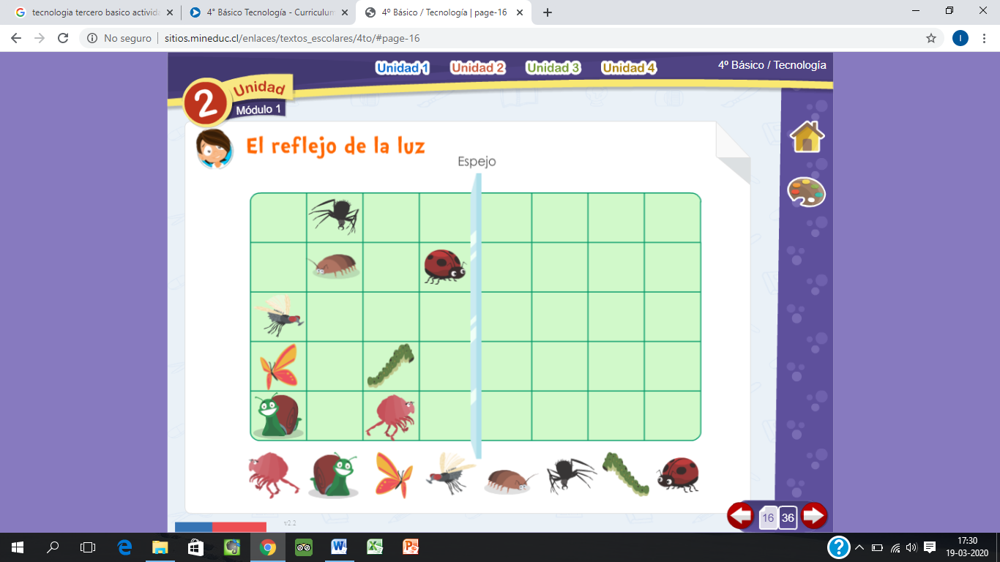 tecnologia tercero basico activida
4° Básico Tecnología - Curriculum
4º Básico / Tecnología | page-16
No seguro
sitios.mineduc.cl/enlaces/textos_escolares/4to/#page-16
I
Unidad 1
Unidad 2
Unidad 3
Unidad 4
4º Básico / Tecnología
2
Unidad
Módulo 1
El reflejo de la luz
Espejo
16
36
v2.2
17:30
19-03-2020